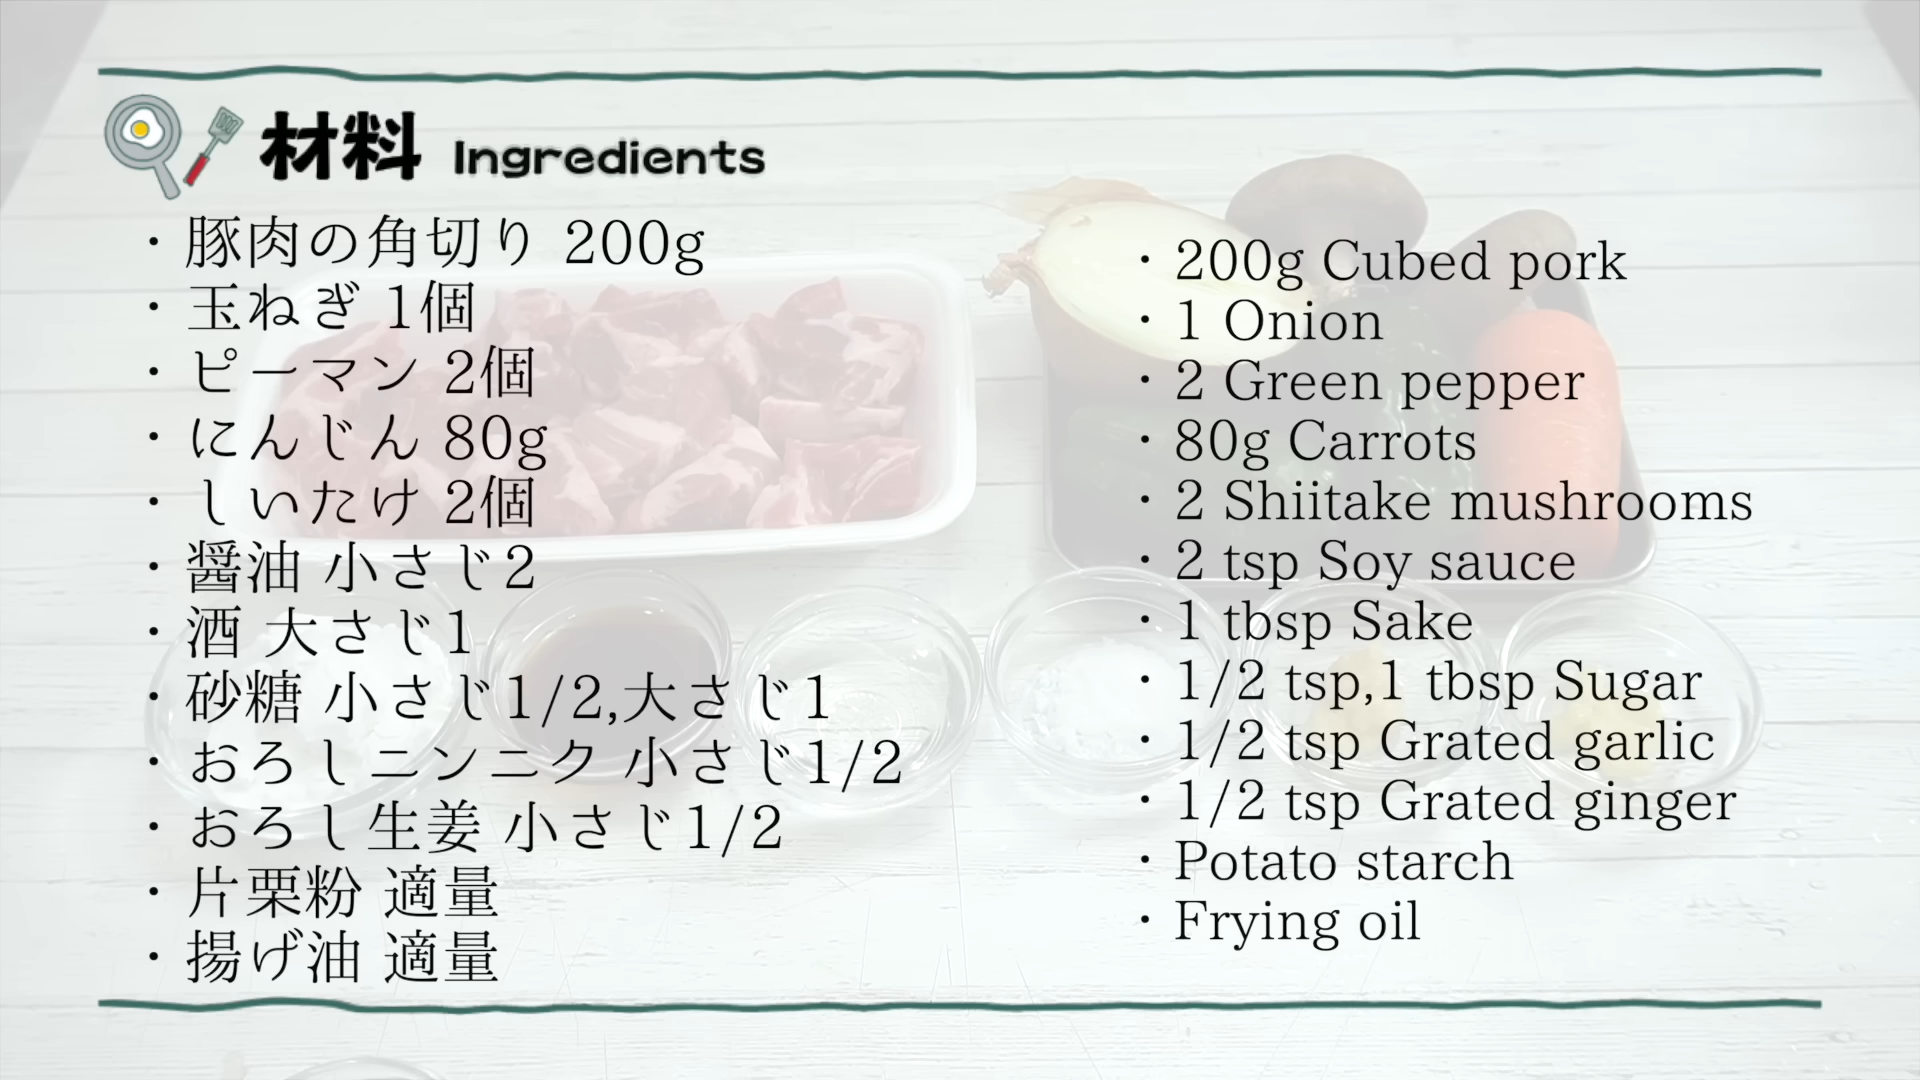 材料 Ingredients
・豚肉の角切り 200g
・玉ねぎ 1個
・ピーマン 2個
・にんじん 80g
・しいたけ 2個
・醤油 小さじ2
・酒 大さじ1
・砂糖 小さじ1/2,大さじ1
・おろしニンニク 小さじ1/2
・おろし生姜 小さじ1/2
・片栗粉 適量
・揚げ油 適量
・200g Cubed pork
・1 Onion
・2 Green pepper
・80g Carrots
・2 Shiitake mushrooms
・2 tsp Soy sauce
・1 tbsp Sake
・1/2 tsp,1 tbsp Sugar
・1/2 tsp Grated garlic
・1/2 tsp Grated ginger
・Potato starch
・Frying oil